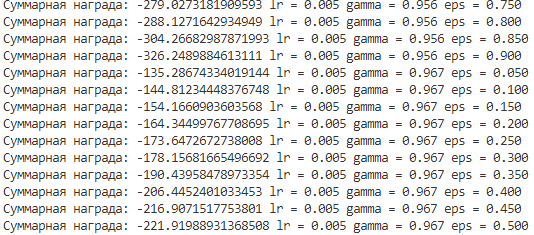 Суммарная награда: -279.0273181909593 lr = 0.005 gamma = 0.956 eps = 0.750
Суммарная награда: -288.1271642934949 lr = 0.005 gamma = 0.956 eps = 0.800
Суммарная награда: -304.26682987871993 lr = 0.005 gamma = 0.956 eps = 0.850
Суммарная награда: -326.2489884613111 lr = 0.005 gamma = 0.956 eps = 0.900
Суммарная награда: -135.28674334019144 lr = 0.005 gamma = 0.967 eps = 0.050
Суммарная награда: -144.81234448376748 lr = 0.005 gamma = 0.967 eps = 0.100
Суммарная награда: -154.1660903603568 lr = 0.005 gamma = 0.967 eps = 0.150
Суммарная награда: -164.34499767708695 lr = 0.005 gamma = 0.967 eps = 0.200
Суммарная награда: -173.6472672738008 lr = 0.005 gamma = 0.967 eps = 0.250
Суммарная награда: -178.15681665496692 lr = 0.005 gamma = 0.967 eps = 0.300
Суммарная награда: -190.43958478973354 lr = 0.005 gamma = 0.967 eps = 0.350
Суммарная награда: -206.4452401033453 lr = 0.005 gamma = 0.967 eps = 0.400
Суммарная награда: -216.9071517753801 lr = 0.005 gamma = 0.967 eps = 0.450
Суммарная награда: -221.91988931368508 lr = 0.005 gamma = 0.967 eps = 0.500